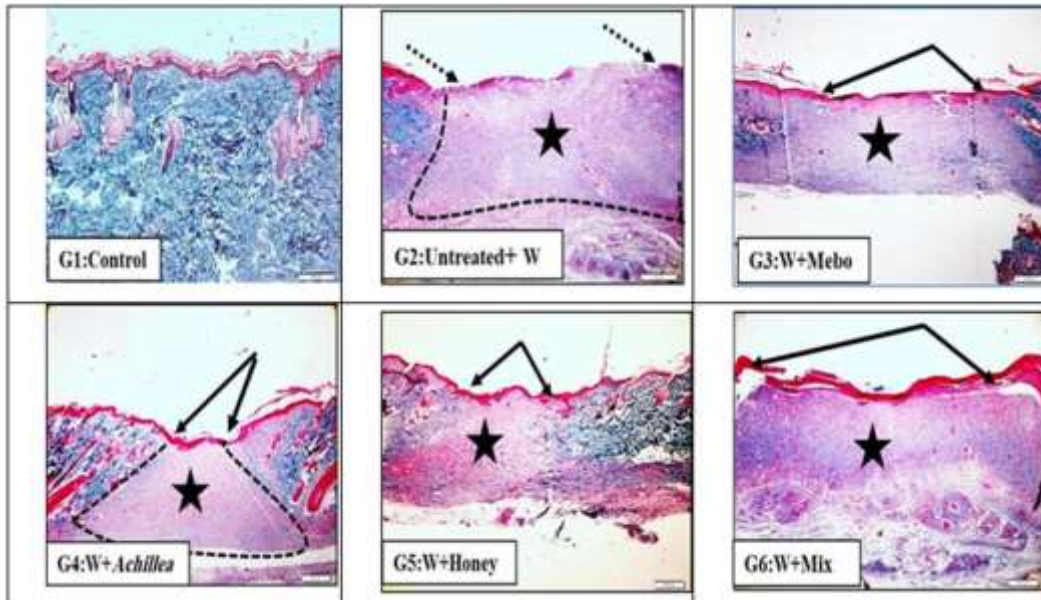 G1:Control
G2:Untreated+ W
G3:W+Mebo
G4:W+Achillea
G5:W+Honey
G6:W+Mix